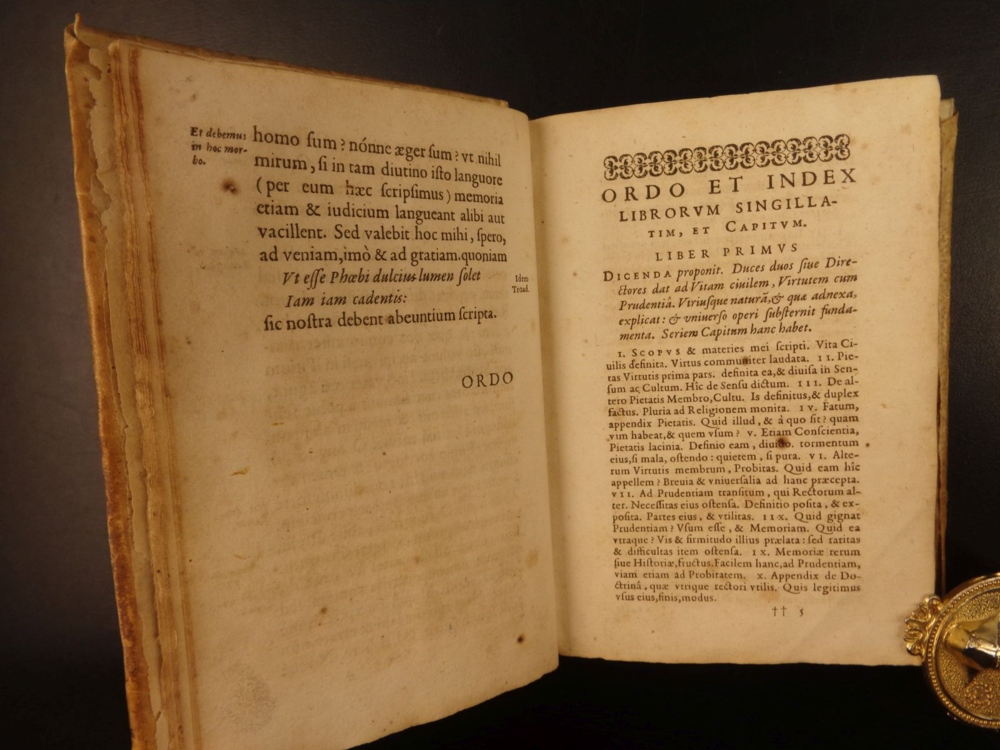 Et debemus
in hoc mor-
bo.
homo sum? nónne æger sum? vt nihil
mirum, si in tam diutino isto languore
(per eum hæc scripsimus) memoria
etiam & iudicium langueant alibi aut
vacillent. Sed valebit hoc mihi, spero,
ad veniam, imò & ad gratiam. quoniam
Vt esse Phœbi dulcius lumen solet
Iam iam cadentis:
Idem
Troad.
sic nostra debent abeuntium scripta.
ORDO
ORDO ET INDEX
LIBRORVM SINGILLA-
TIM, ET CAPITVM.
LIBER PRIMVS
DICENDA proponit. Duces duos siue Dire-
ctores dat ad Vitam ciuilem, Virtutem cum
Prudentiâ. Vtriusque naturã, & quæ adnexa,
explicat: & vniuerso operi substernit funda-
menta. Seriem Capitum hanc habet.
I. SCOPVS & materies mei scripti. Vita Ci-
uilis definita. Virtus communiter laudata. II. Pie-
tas Virtutis prima pars. definita ea, & diuisa in Sen-
sum ac Cultum. Hîc de Sensu dictum. III. De al-
tero Pietatis Membro, Cultu. Is definitus, & duplex
factus. Pluria ad Religionem monita. IV. Fatum,
appendix Pietatis. Quid illud, & à quo sit? quam
vim habeat, & quem vsum? V. Etiam Conscientia,
Pietatis lacinia. Definio eam, diuido. tormentum
eius, si mala, ostendo: quietem, si pura. VI. Alte-
rum Virtutis membrum, Probitas. Quid eam hîc
appellem? Breuia & vniuersalia ad hanc præcepta.
VII. Ad Prudentiam transitum, qui Rectorum al-
ter. Necessitas eius ostensa. Definitio posita, & ex-
posita. Partes eius, & vtilitas. IIX. Quid gignat
Prudentiam? Vsum esse, & Memoriam. Quid ea
vtraque? Vis & firmitudo illius prælata: sed raritas
& difficultas item ostensa. IX. Memoriæ rerum
siue Historiæ, fructus. Facilem hanc, ad Prudentiam,
viam etiam ad Probitatem. X. Appendix de Do-
ctrinâ, quæ vtrique rectori vtilis. Quis legitimus
vsus eius, finis, modus.
†† 5